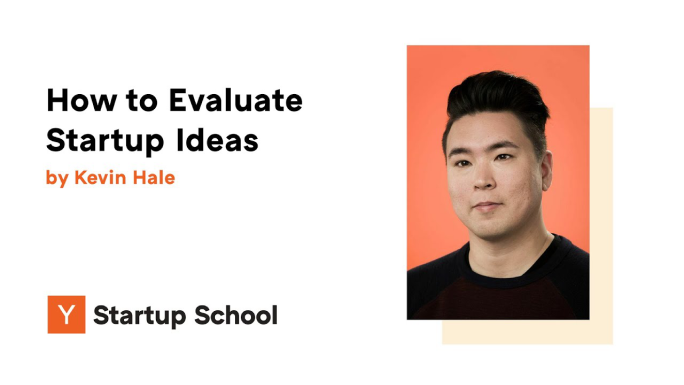 How to Evaluate
Startup Ideas
by Kevin Hale
Y Startup School